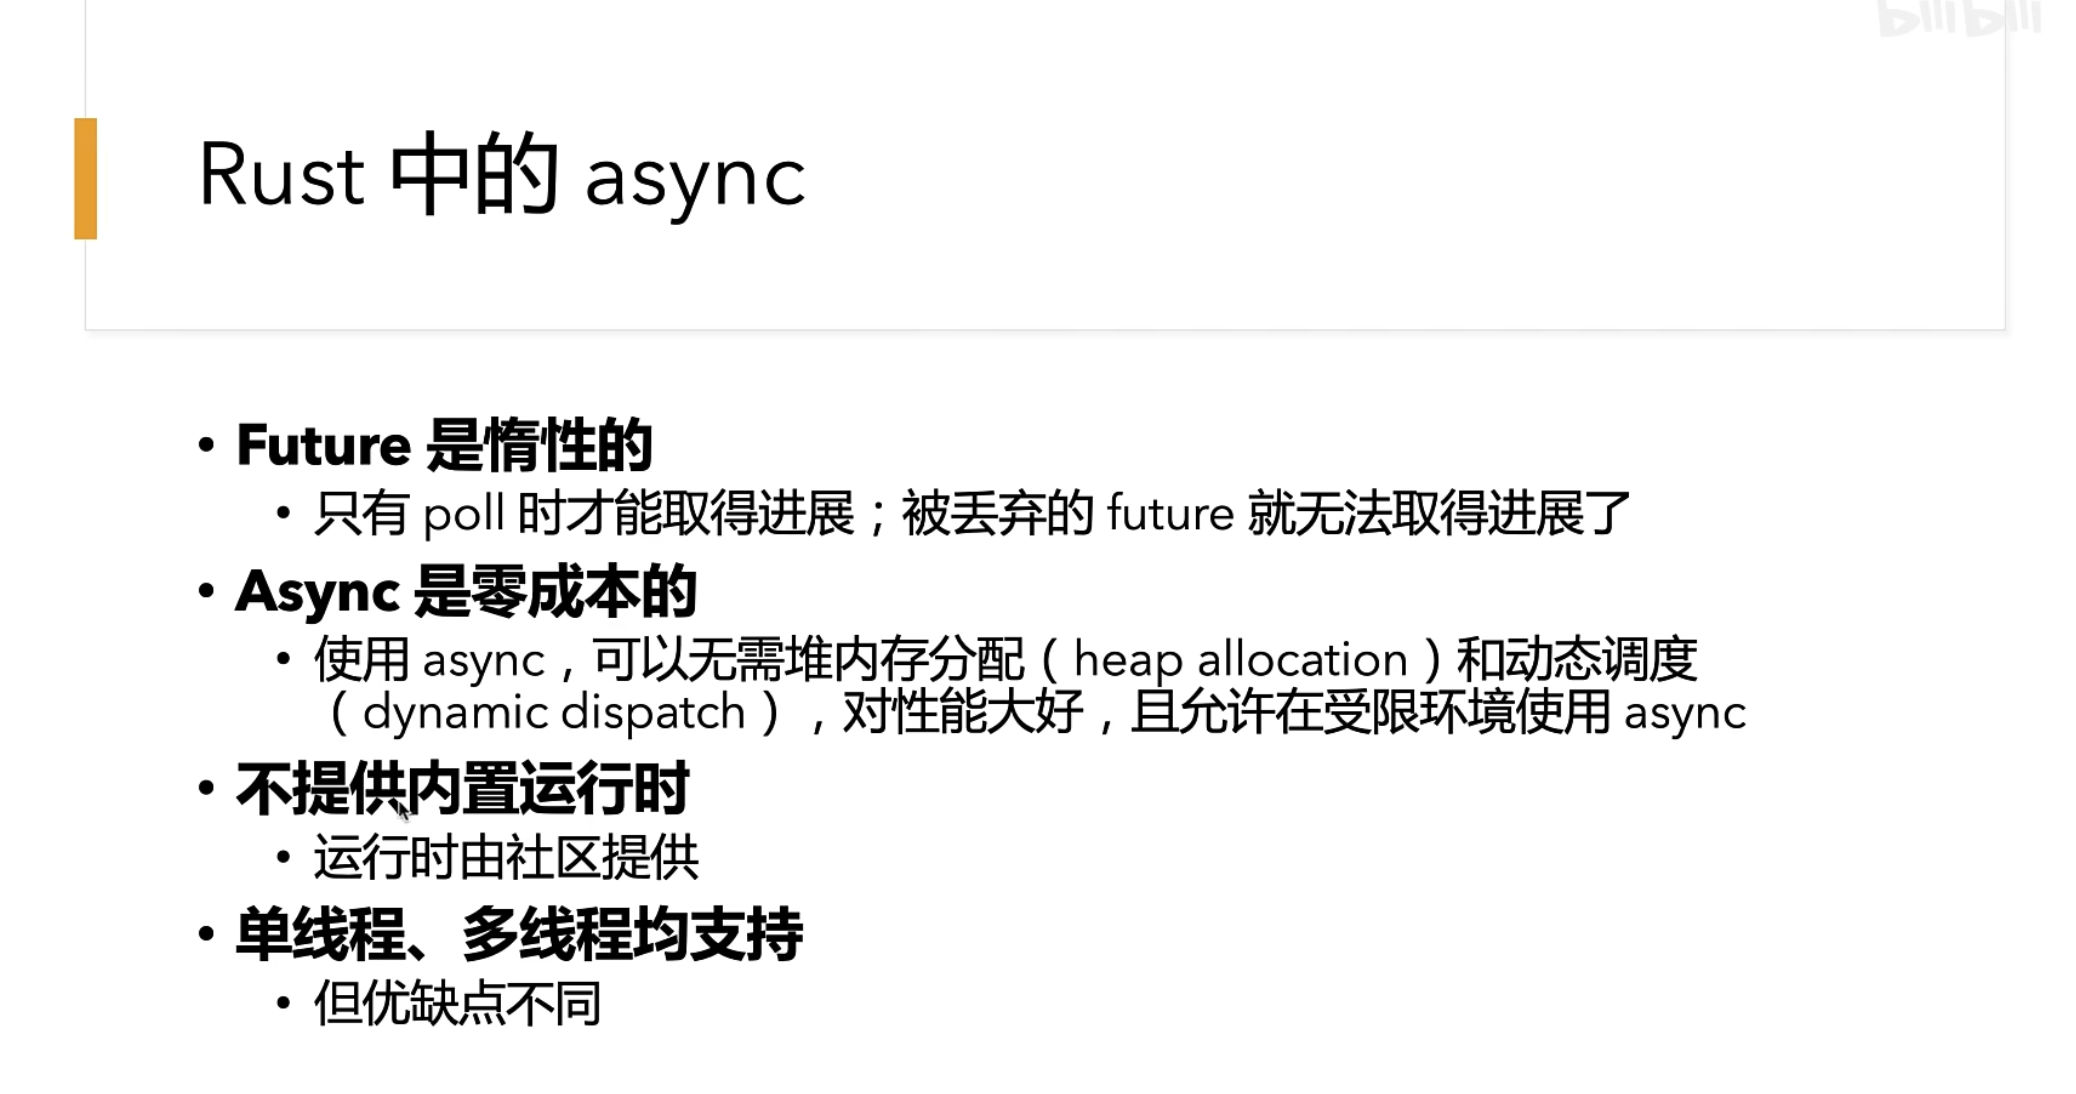 bilibili
Rust 中的 async
• Future 是惰性的
• 只有 poll 时才能取得进展；被丢弃的 future 就无法取得进展了
• Async 是零成本的
• 使用 async，可以无需堆内存分配（heap allocation）和动态调度
（dynamic dispatch），对性能大好，且允许在受限环境使用 async
• 不提供内置运行时
• 运行时由社区提供
• 单线程、多线程均支持
• 但优缺点不同